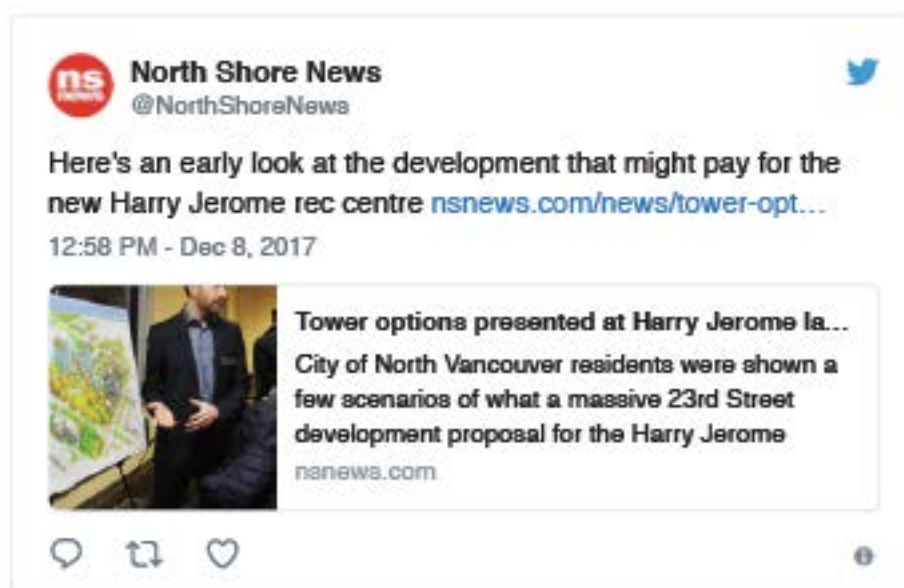 ns
news
North Shore News
@NorthShoreNews
Here's an early look at the development that might pay for the
new Harry Jerome rec centre nsnews.com/news/tower-opt...
12:58 PM - Dec 8, 2017
Tower options presented at Harry Jerome la...
City of North Vancouver residents were shown a
few scenarios of what a massive 23rd Street
development proposal for the Harry Jerome
nsnews.com